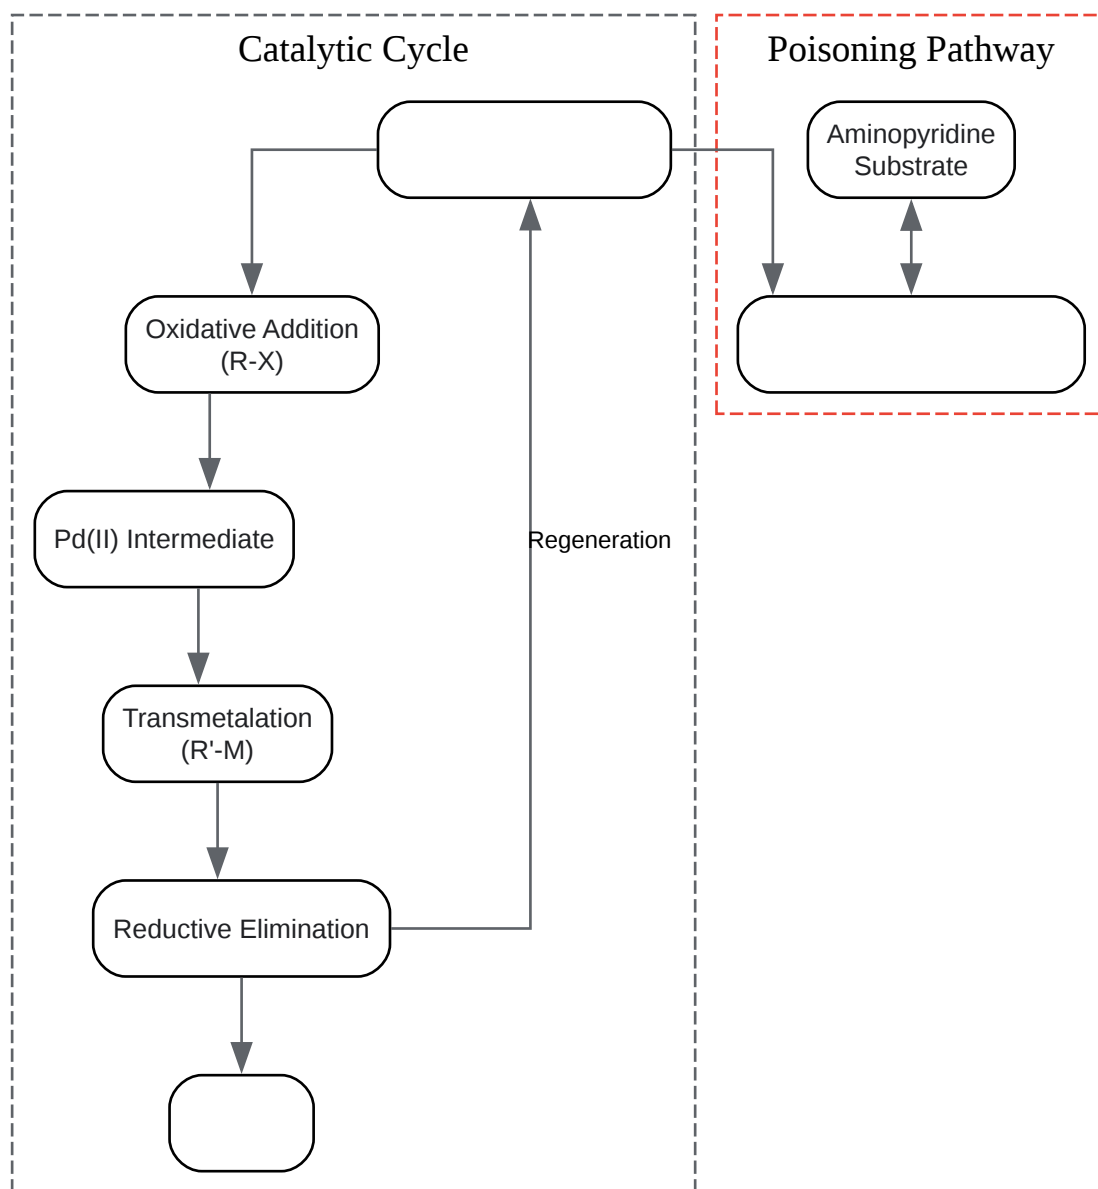 Catalytic Cycle
Poisoning Pathway
Aminopyridine
Substrate
Oxidative Addition
(R-X)
Pd(II) Intermediate
Regeneration
Transmetalation
(R'-M)
Reductive Elimination